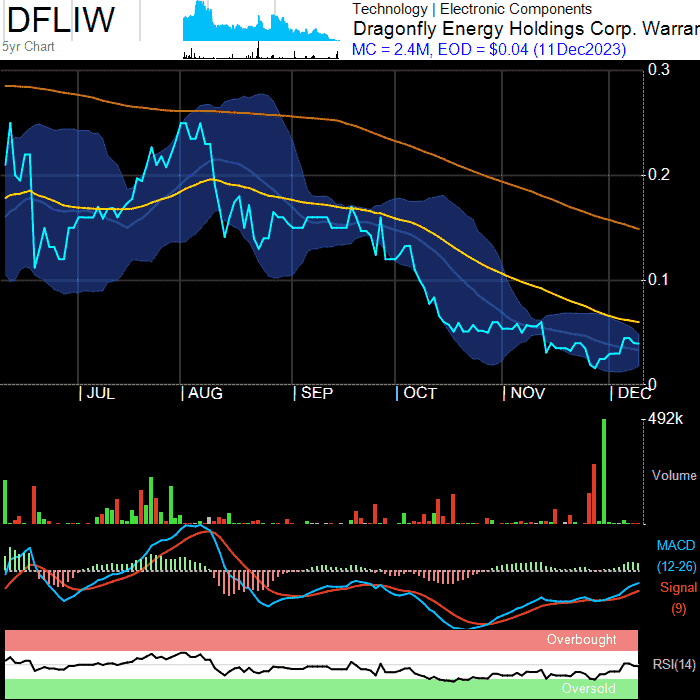 DFLIW
5yr Chart
Technology | Electronic Components
Dragonfly Energy Holdings Corp. Warrar
MC = 2.4M, EOD = $0.04 (11Dec2023)
0.3
0.2
0.1
0
| JUL | AUG | SEP | OCT | NOV | DEC
492k
Volume
MACD
(12-26)
Signal
(9)
Overbought
RSI(14)
Oversold